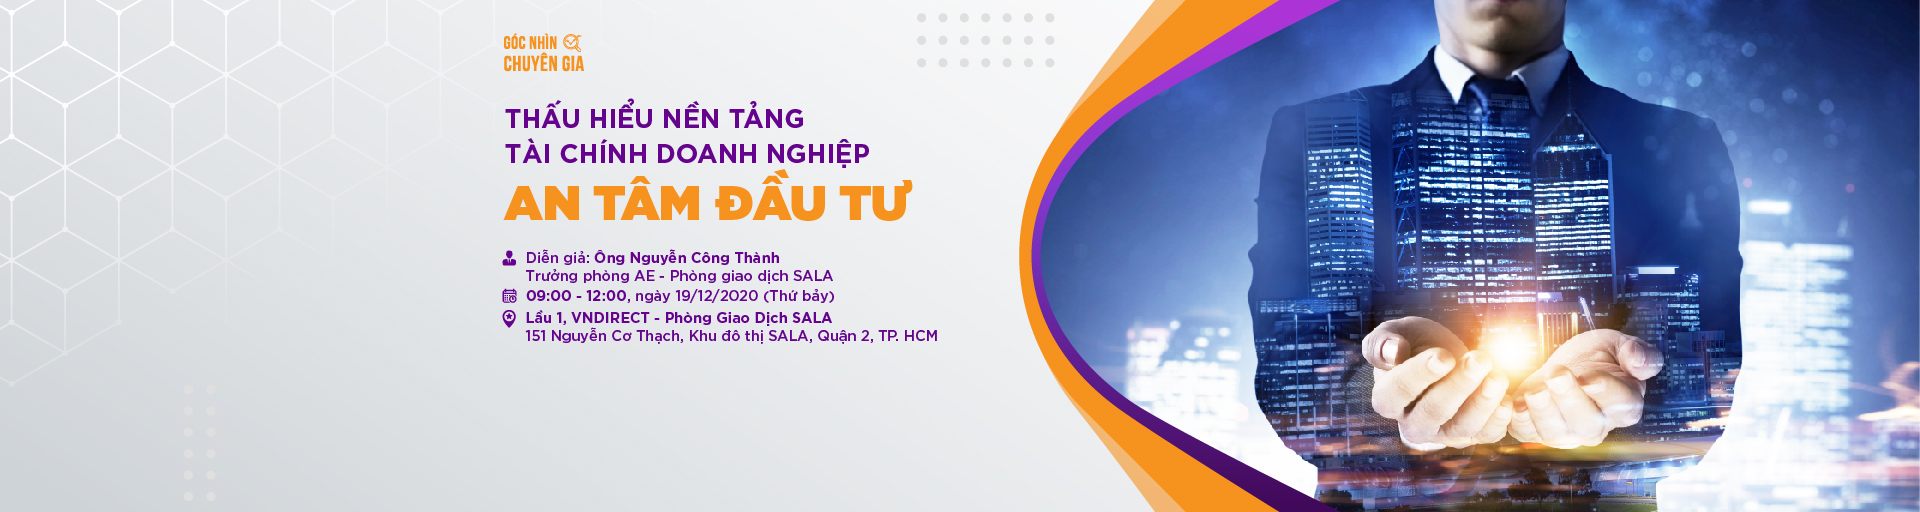 GÓC NHÌN
CHUYÊN GIA
THẤU HIỂU NỀN TẢNG
TÀI CHÍNH DOANH NGHIỆP
AN TÂM ĐẦU TƯ
Diễn giả: Ông Nguyễn Công Thành
Trưởng phòng AE - Phòng giao dịch SALA
09:00 - 12:00, ngày 19/12/2020 (Thứ bảy)
Lầu 1, VNDIRECT - Phòng Giao Dịch SALA
151 Nguyễn Cơ Thạch, Khu đô thị SALA, Quận 2, TP. HCM